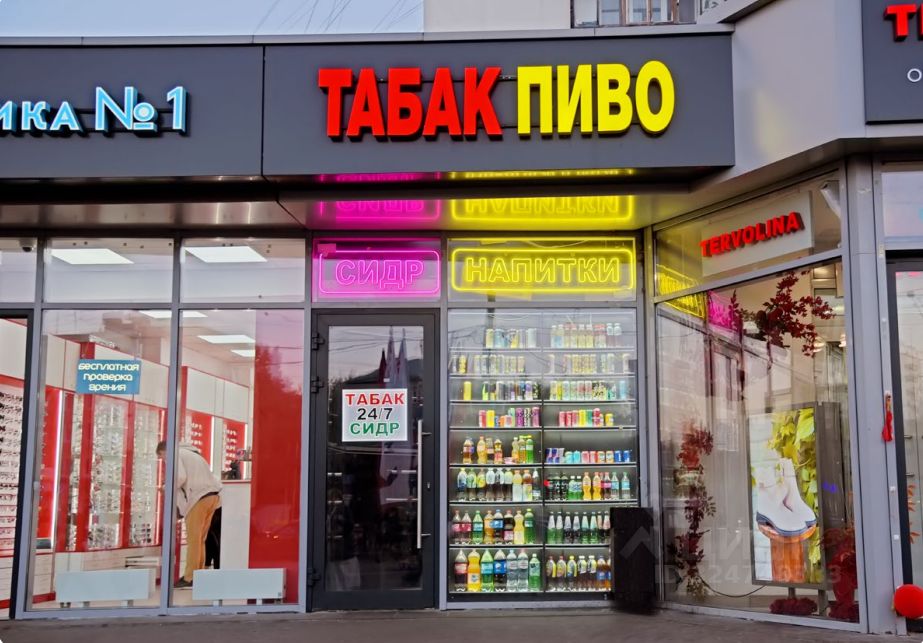 ика №1
ТАБАК ПИВО
СИДР
НАПИТКИ
TERVOLINA
бесплатная
проверка
зрения
ТАБАК
24/7
СИДР